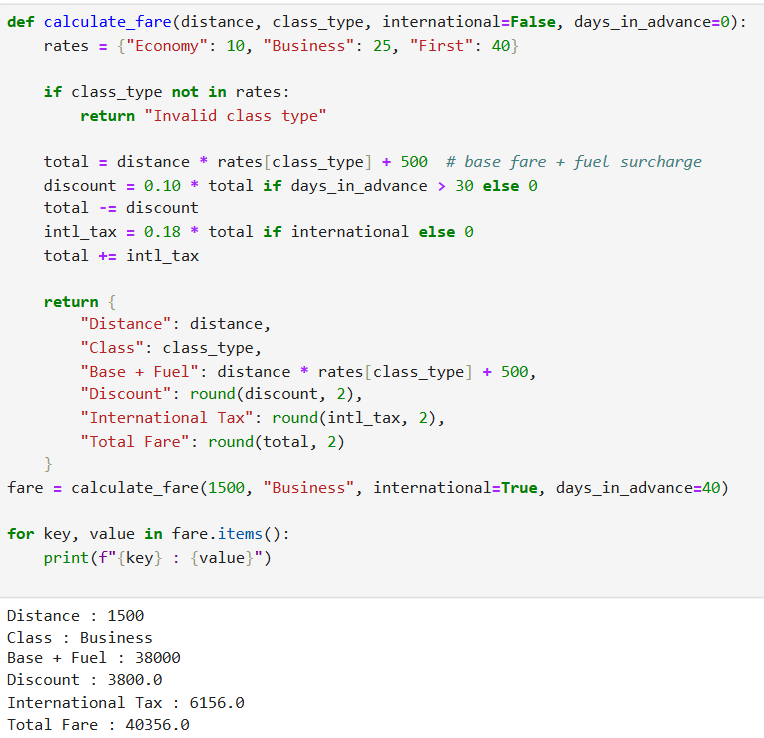 def calculate_fare(distance, class_type, international=False, days_in_advance=0):
    rates = {"Economy": 10, "Business": 25, "First": 40}

    if class_type not in rates:
        return "Invalid class type"

    total = distance * rates[class_type] + 500  # base fare + fuel surcharge
    discount = 0.10 * total if days_in_advance > 30 else 0
    total -= discount
    intl_tax = 0.18 * total if international else 0
    total += intl_tax

    return {
        "Distance": distance,
        "Class": class_type,
        "Base + Fuel": distance * rates[class_type] + 500,
        "Discount": round(discount, 2),
        "International Tax": round(intl_tax, 2),
        "Total Fare": round(total, 2)
    }
fare = calculate_fare(1500, "Business", international=True, days_in_advance=40)

for key, value in fare.items():
    print(f"{key} : {value}")

Distance : 1500
Class : Business
Base + Fuel : 38000
Discount : 3800.0
International Tax : 6156.0
Total Fare : 40356.0